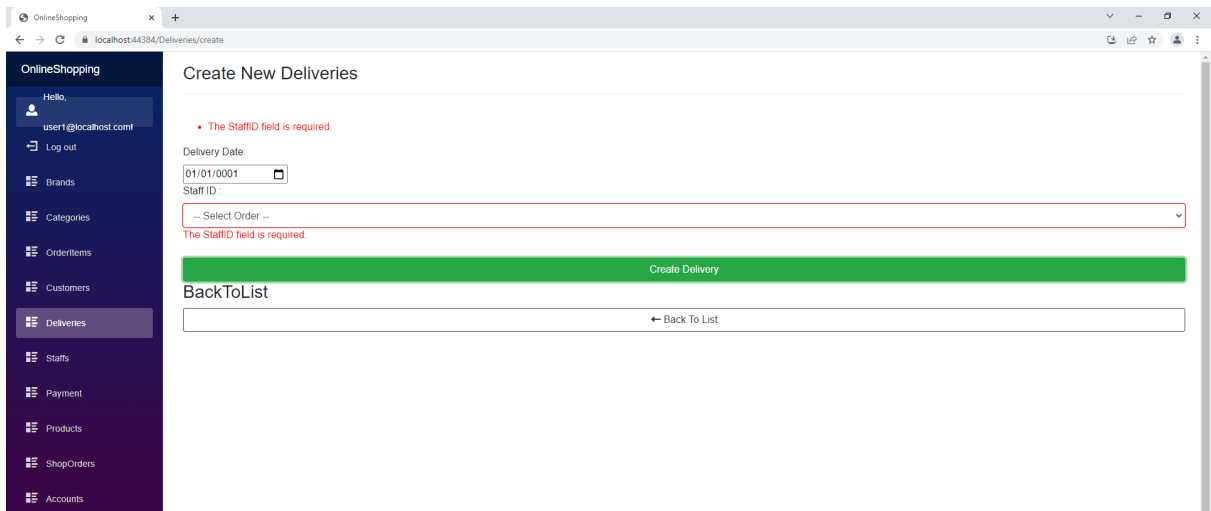 OnlineShopping
localhost:44384/Deliveries/create
OnlineShopping
Hello,
user1@localhost.com!
Log out
Brands
Categories
OrderItems
Customers
Deliveries
Staffs
Payment
Products
ShopOrders
Accounts
Create New Deliveries
• The StaffID field is required.
Delivery Date:
01/01/0001
Staff ID :
-- Select Order --
The StaffID field is required.
Create Delivery
BackToList
← Back To List